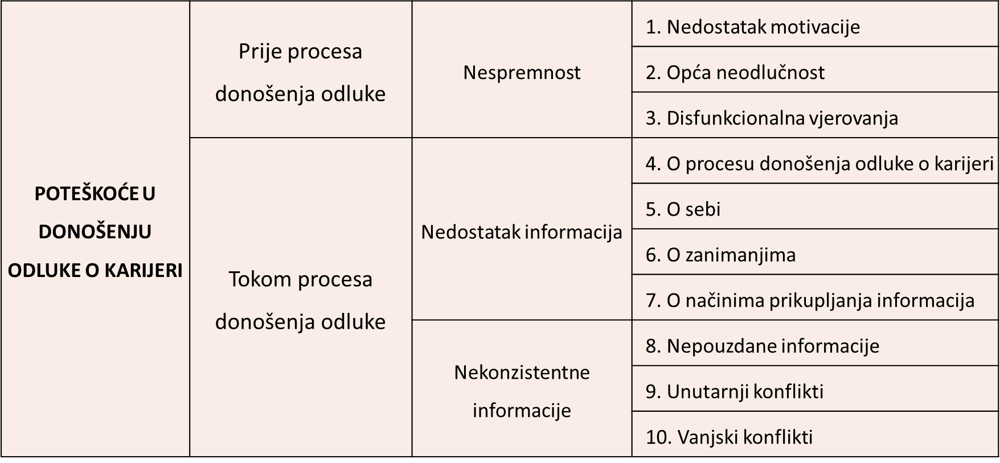 POTEŠKOĆE U
DONOŠENJU
ODLUKE O KARIJERI
Prije procesa
donošenja odluke
Nespremnost
1. Nedostatak motivacije
2. Opća neodlučnost
3. Disfunkcionalna vjerovanja
Tokom procesa
donošenja odluke
Nedostatak informacija
4. O procesu donošenja odluke o karijeri
5. O sebi
6. O zanimanjima
7. O načinima prikupljanja informacija
Nekonzistentne
informacije
8. Nepouzdane informacije
9. Unutarnji konflikti
10. Vanjski konflikti